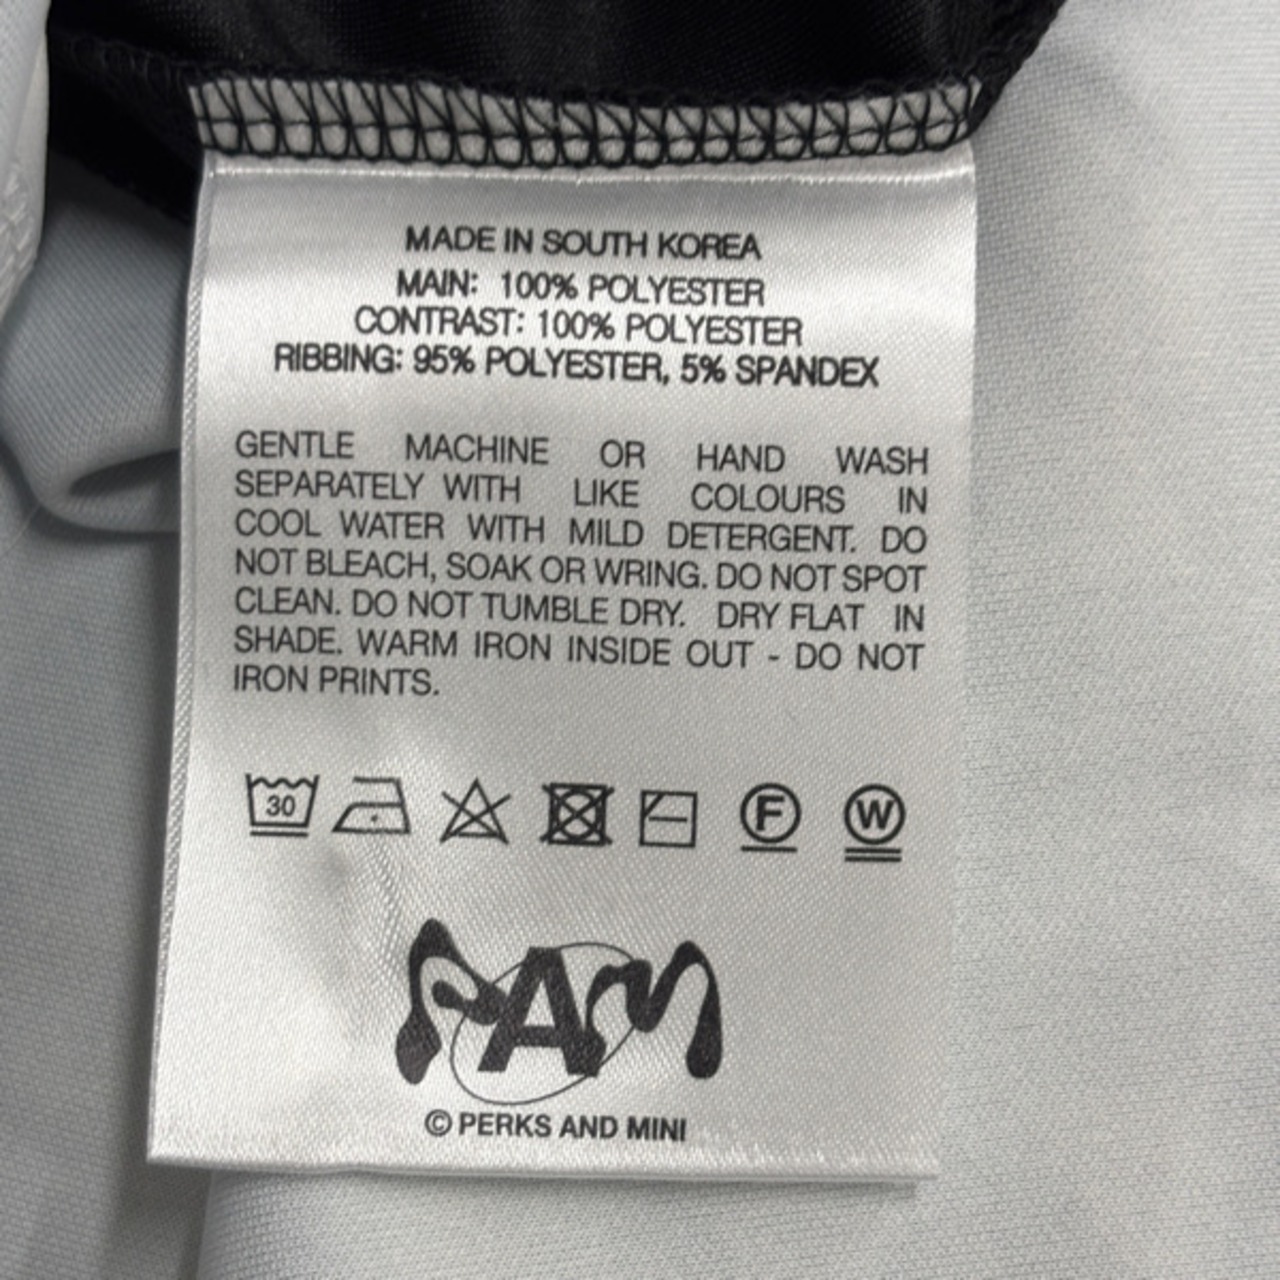 MADE IN SOUTH KOREA
MAIN: 100% POLYESTER
CONTRAST: 100% POLYESTER
RIBBING: 95% POLYESTER, 5% SPANDEX
GENTLE MACHINE OR HAND WASH
SEPARATELY WITH LIKE COLOURS IN
COOL WATER WITH MILD DETERGENT. DO
NOT BLEACH, SOAK OR WRING. DO NOT SPOT
CLEAN. DO NOT TUMBLE DRY. DRY FLAT IN
SHADE. WARM IRON INSIDE OUT - DO NOT
IRON PRINTS.
30 F W
PAM
© PERKS AND MINI